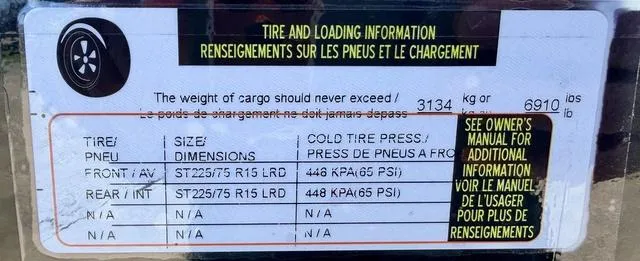 TIRE AND LOADING INFORMATION
RENSEIGNEMENTS SUR LES PNEUS ET LE CHARGEMENT
The weight of cargo should never exceed / 3134 kg or 6910 lbs
Le poids de chargement ne doit jamais depass kg ou lb
TIRE/ SIZE/ COLD TIRE PRESS./
PNEU DIMENSIONS PRESS DE PNEUS A FRO
FRONT / AV ST225/75 R15 LRD 448 KPA(65 PSI)
REAR / INT ST225/75 R15 LRD 448 KPA(65 PSI)
N / A N / A N / A
N / A N / A N / A
SEE OWNER'S
MANUAL FOR
ADDITIONAL
INFORMATION
VOIR LE MANUEL
DE L'USAGER
POUR PLUS DE
RENSEIGNEMENTS